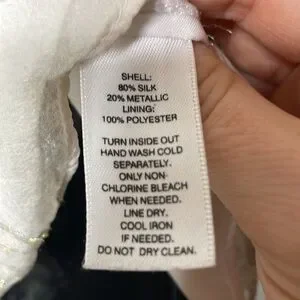 SHELL:
80% SILK
20% METALLIC
LINING:
100% POLYESTER
TURN INSIDE OUT
HAND WASH COLD
SEPARATELY.
ONLY NON-
CHLORINE BLEACH
WHEN NEEDED.
LINE DRY.
COOL IRON
IF NEEDED.
DO NOT DRY CLEAN.